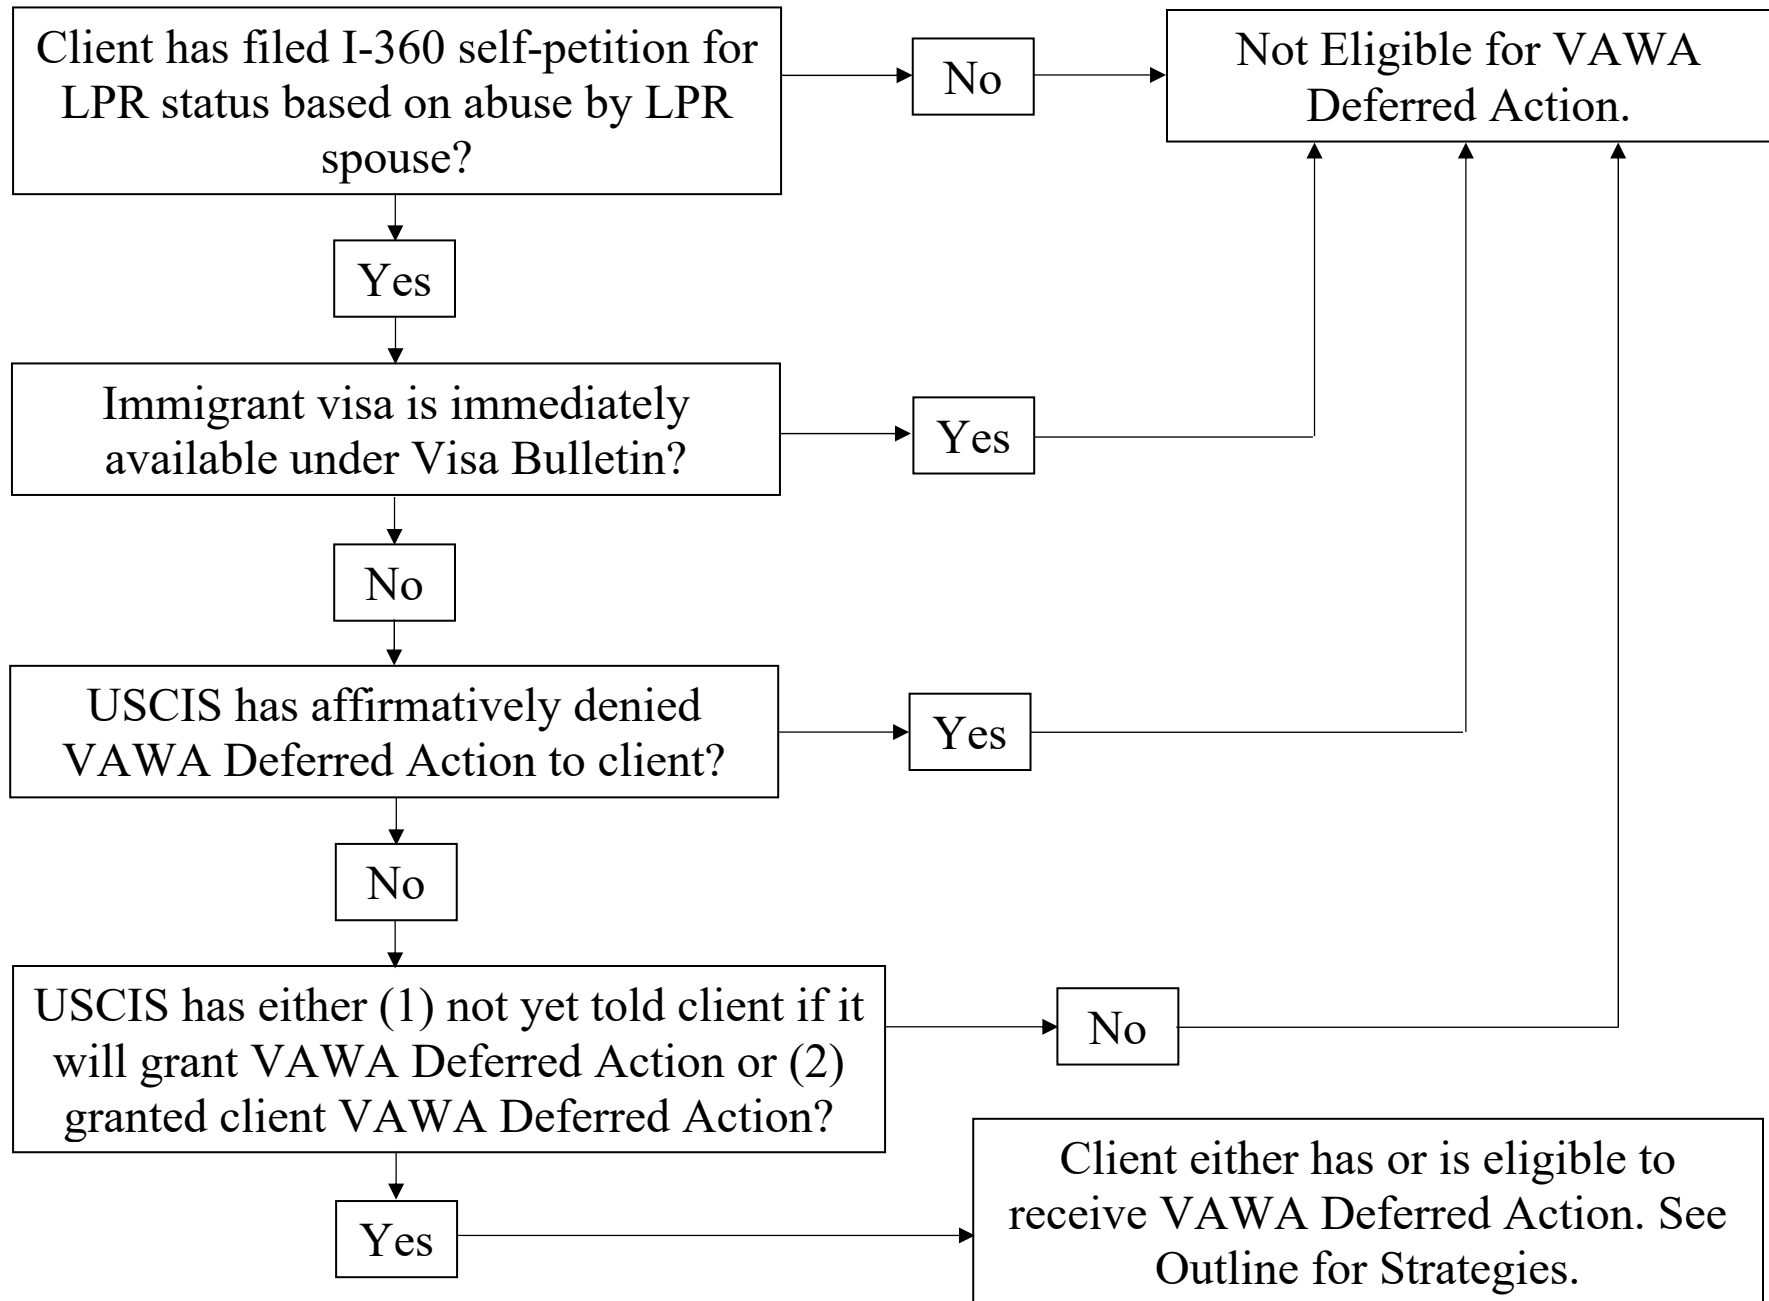 Client has filed I-360 self-petition for
LPR status based on abuse by LPR
spouse?
No
Not Eligible for VAWA
Deferred Action.
Yes
Immigrant visa is immediately
available under Visa Bulletin?
Yes
No
USCIS has affirmatively denied
VAWA Deferred Action to client?
Yes
No
USCIS has either (1) not yet told client if it
will grant VAWA Deferred Action or (2)
granted client VAWA Deferred Action?
No
Yes
Client either has or is eligible to
receive VAWA Deferred Action. See
Outline for Strategies.